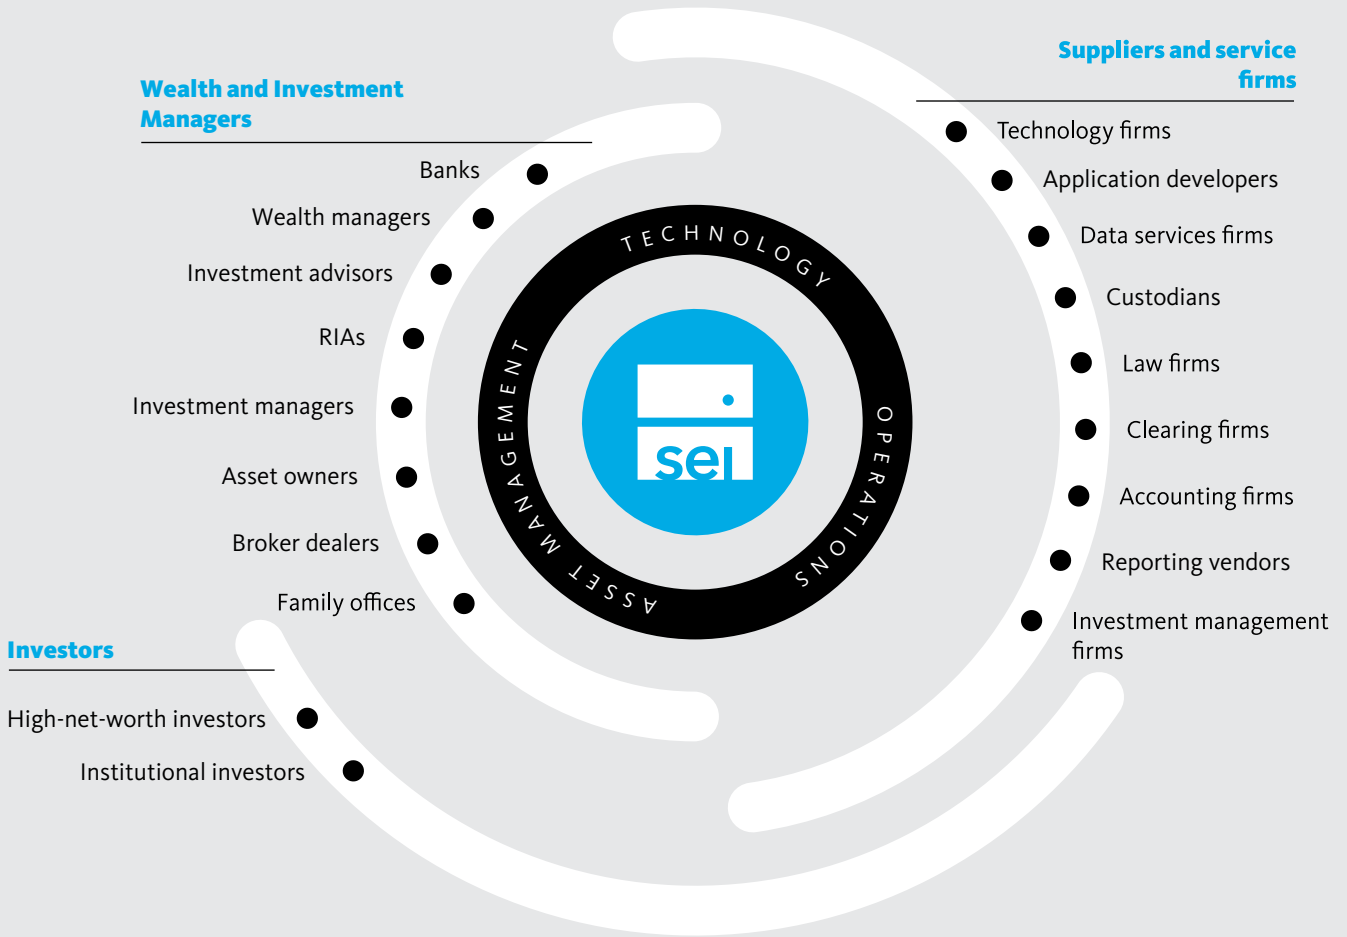 Wealth and Investment
Managers
Banks
Wealth managers
Investment advisors
RIAs
Investment managers
Asset owners
Broker dealers
Family offices
Investors
High-net-worth investors
Institutional investors
TECHNOLOGY
OPERATIONS
ASSET MANAGEMENT
sei
Suppliers and service
firms
Technology firms
Application developers
Data services firms
Custodians
Law firms
Clearing firms
Accounting firms
Reporting vendors
Investment management
firms